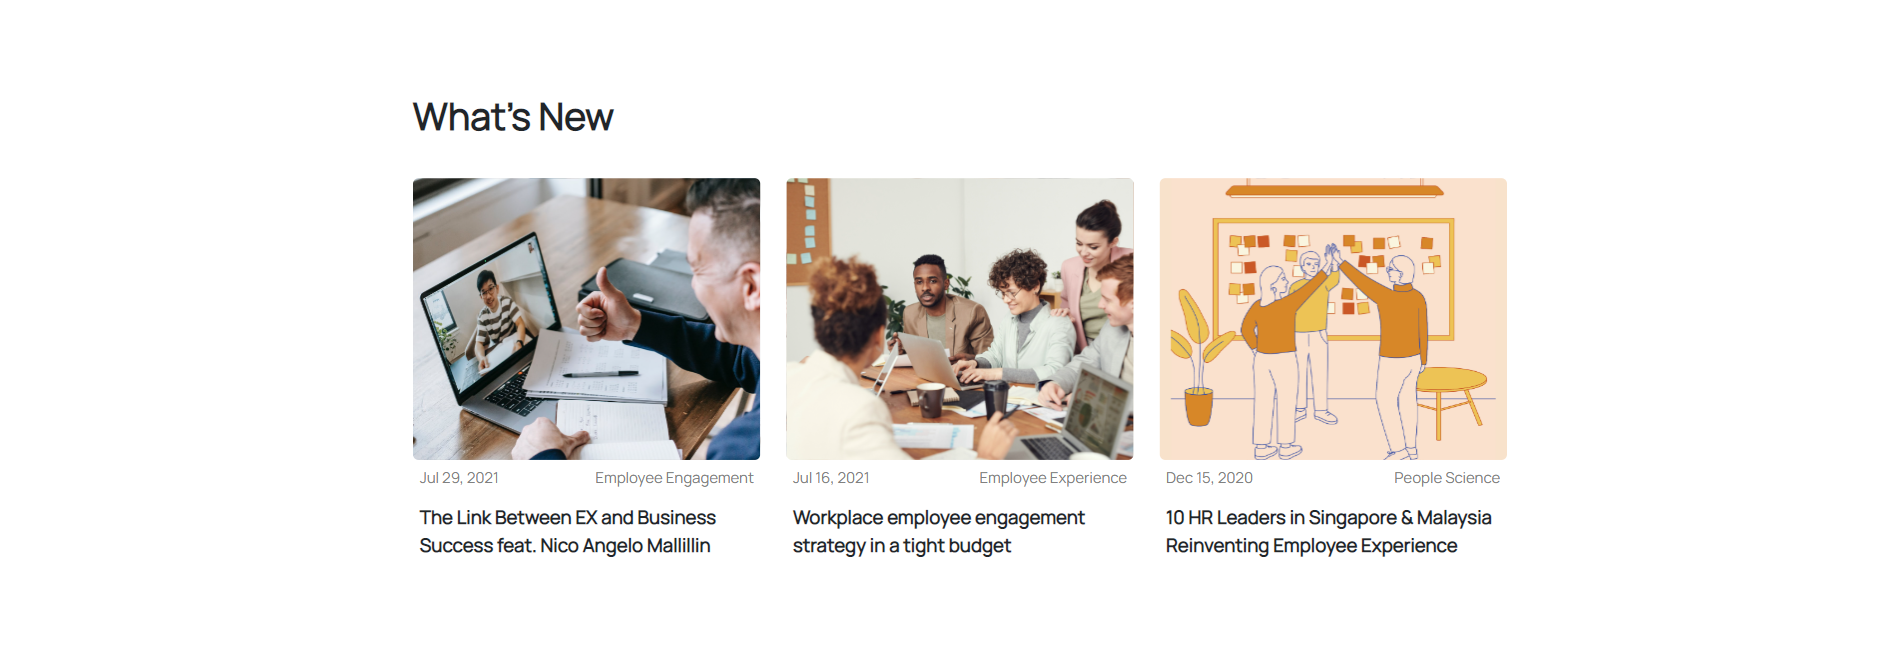 What's New
Jul 29, 2021
Employee Engagement
The Link Between EX and Business
Success feat. Nico Angelo Mallillin
Jul 16, 2021
Employee Experience
Workplace employee engagement
strategy in a tight budget
Dec 15, 2020
People Science
10 HR Leaders in Singapore & Malaysia
Reinventing Employee Experience